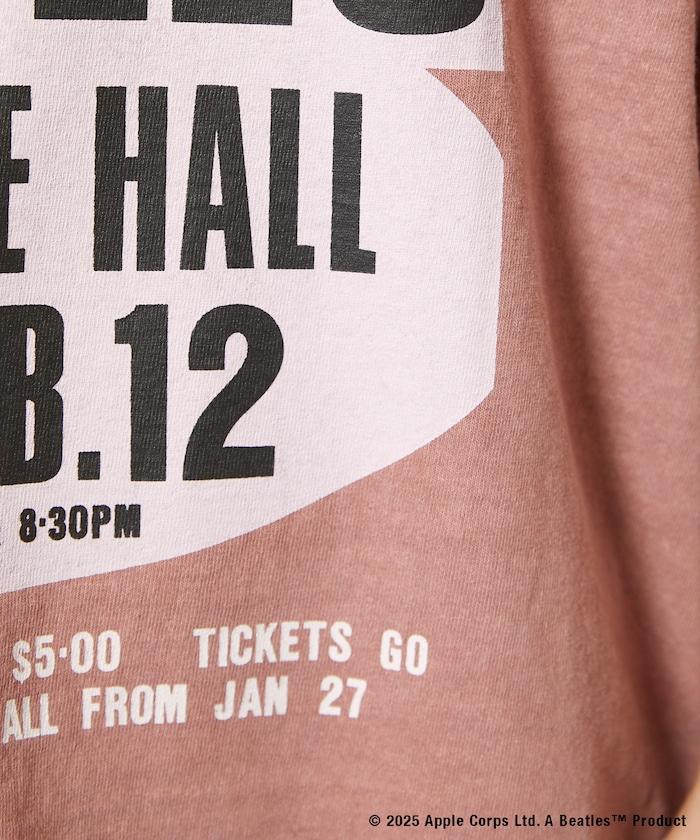 E HALL
B.12
8·30PM
$5·00 TICKETS GO
ALL FROM JAN 27
© 2025 Apple Corps Ltd. A Beatles™ Product